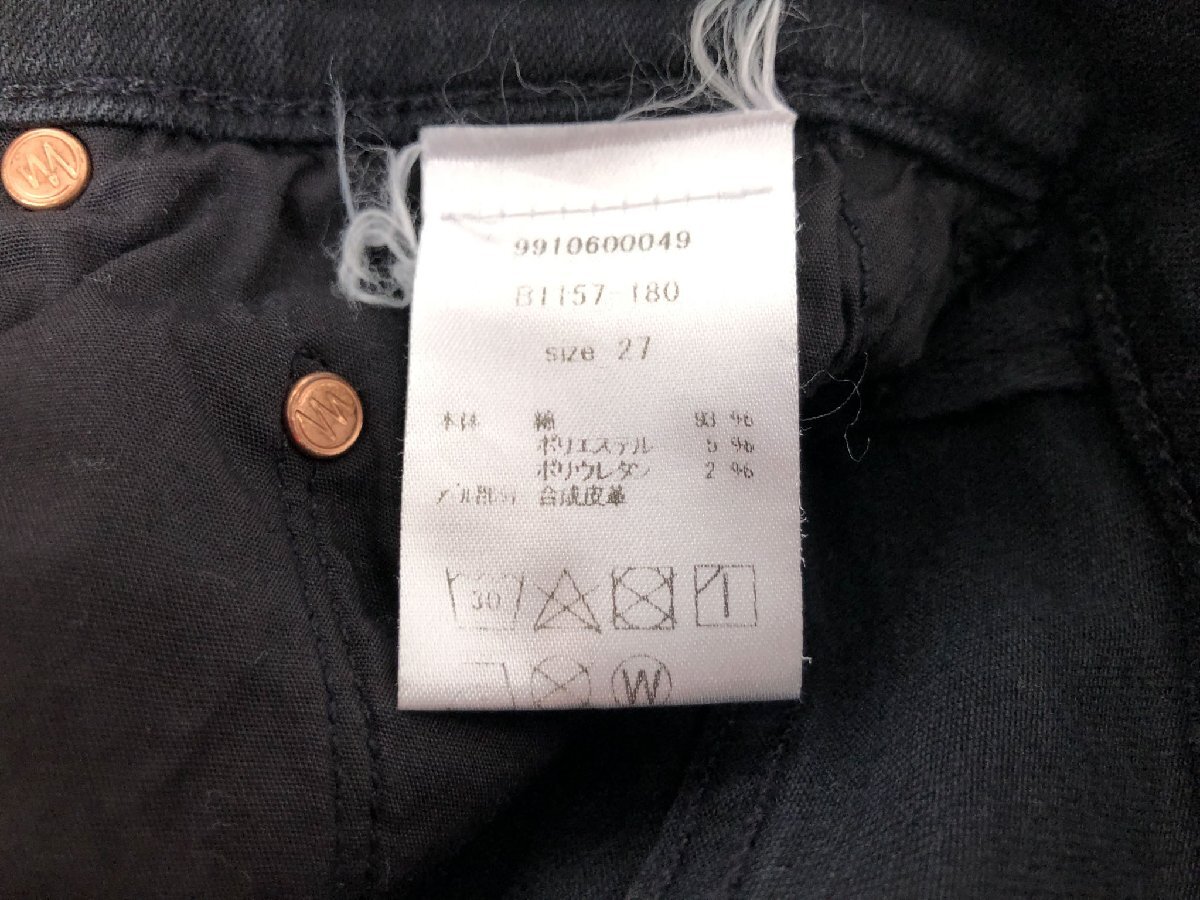 9910600049
B1157-180
size 27
本体 綿 93 %
ポリエステル 5 %
ポリウレタン 2 %
合成皮革
30
W